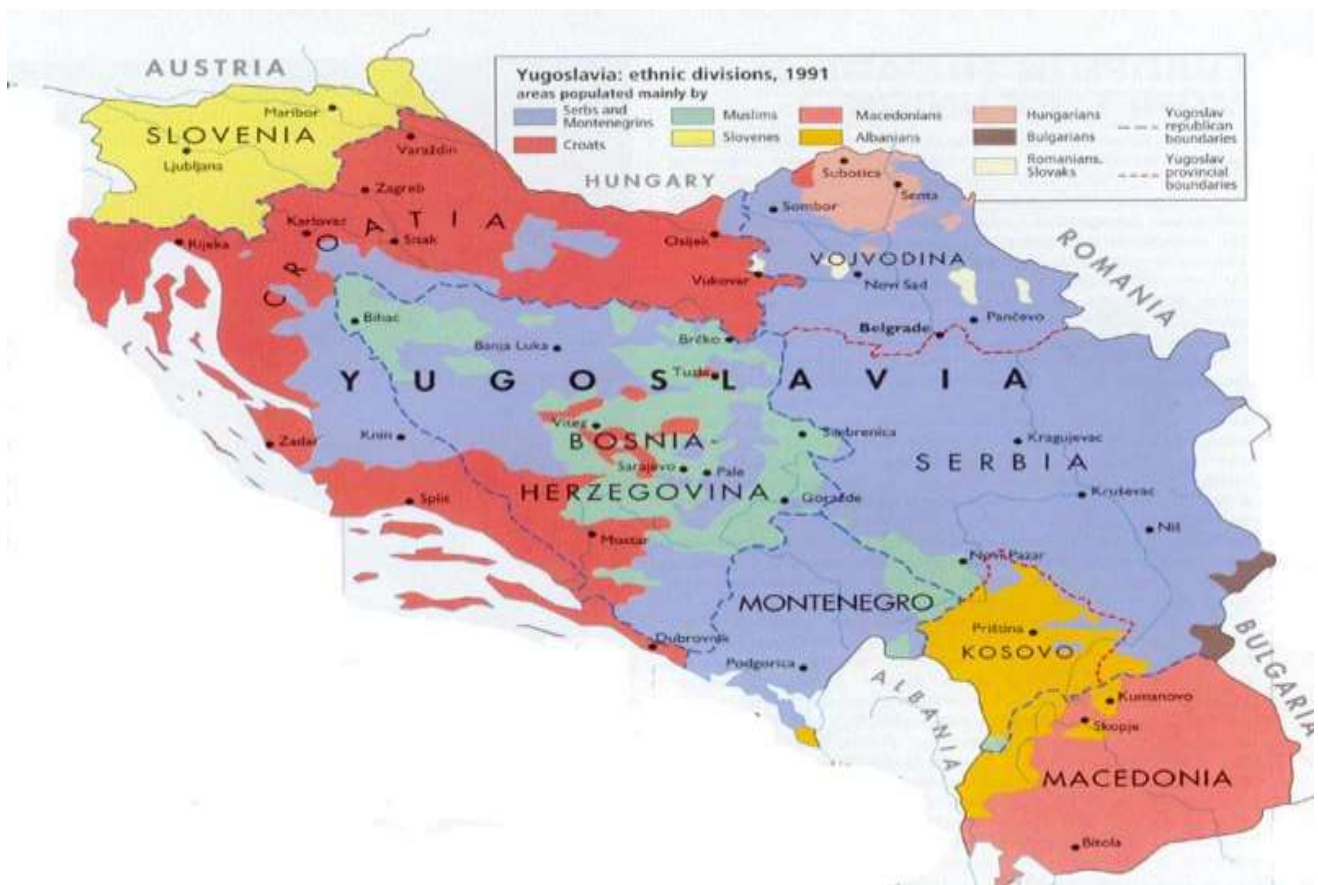 AUSTRIA
Yugoslavia: ethnic divisions, 1991
areas populated mainly by
Serbs and
Montenegrins
Croats
Muslims
Slovenes
Macedonians
Albanians
Hungarians
Bulgarians
Romanians,
Slovaks
Yugoslav
republican
boundaries
Yugoslav
provincial
boundaries
Maribor
SLOVENIA
Ljubljana
Varaždin
Zagreb
HUNGARY
Subotica
Senta
Sombor
Karlovac
CROATIA
Sisak
Rijeka
Osijek
VOJVODINA
ROMANIA
Vukovar
Novi Sad
Pančevo
Belgrade
Bihać
Banja Luka
Brčko
YUGOSLAVIA
Tuzla
Vitez
BOSNIA-
Srebrenica
Zadar
Knin
Kragujevac
SERBIA
Sarajevo
Pale
HERZEGOVINA
Goražde
Kruševac
Split
Niš
Mostar
Novi Pazar
MONTENEGRO
Priština
KOSOVO
BULGARIA
Dubrovnik
Podgorica
ALBANIA
Kumanovo
Skopje
MACEDONIA
Bitola